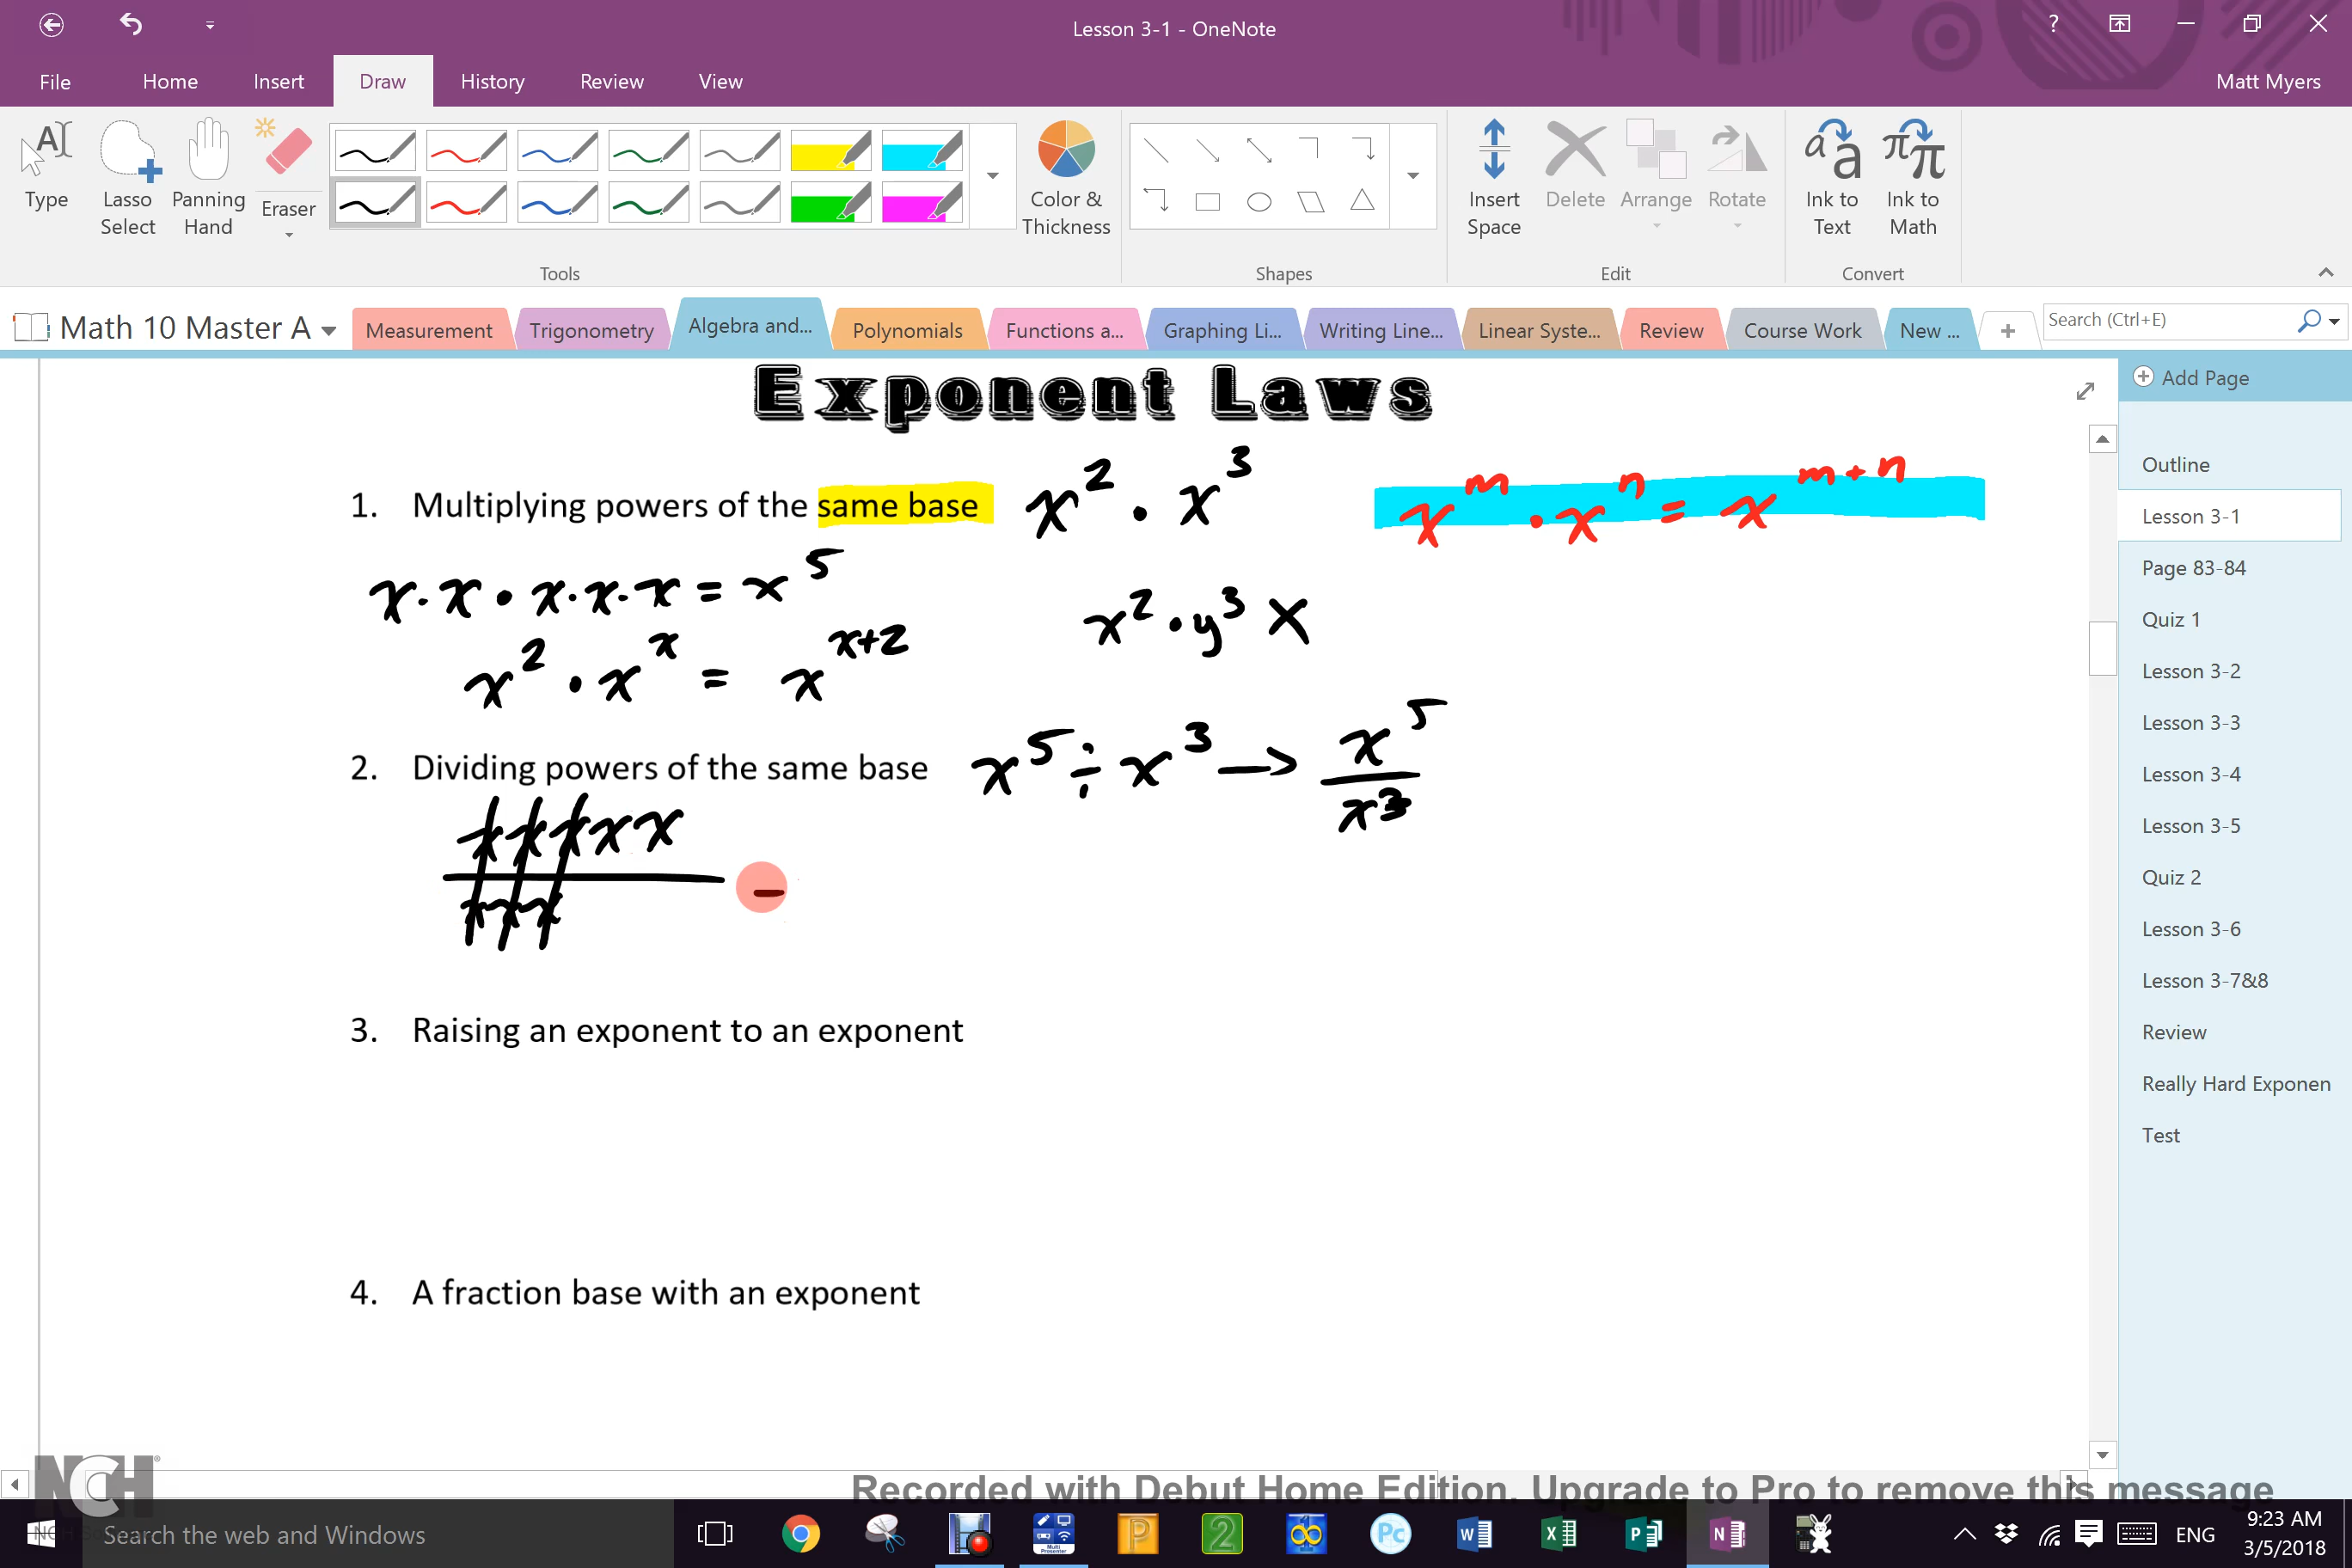 Lesson 3-1 - OneNote
File Home Insert Draw History Review View Matt Myers
Type Lasso Select Panning Hand Eraser Color & Thickness Insert Space Delete Arrange Rotate Ink to Text Ink to Math
Tools Shapes Edit Convert
Math 10 Master A Measurement Trigonometry Algebra and... Polynomials Functions a... Graphing Li... Writing Line... Linear Syste... Review Course Work New ... + Search (Ctrl+E)
Exponent Laws
1. Multiplying powers of the same base x² · x³
x^m · x^n = x^(m+n)
x·x·x·x·x = x⁵
x²·y³ X
x² · x^x = x^(x+2)
2. Dividing powers of the same base x⁵ ÷ x³ → x⁵/x³
x x x x x
x x x
3. Raising an exponent to an exponent
4. A fraction base with an exponent
Add Page
Outline
Lesson 3-1
Page 83-84
Quiz 1
Lesson 3-2
Lesson 3-3
Lesson 3-4
Lesson 3-5
Quiz 2
Lesson 3-6
Lesson 3-7&8
Review
Really Hard Exponen
Test
NCH
Recorded with Debut Home Edition. Upgrade to Pro to remove this message
Search the web and Windows
ENG
9:23 AM
3/5/2018